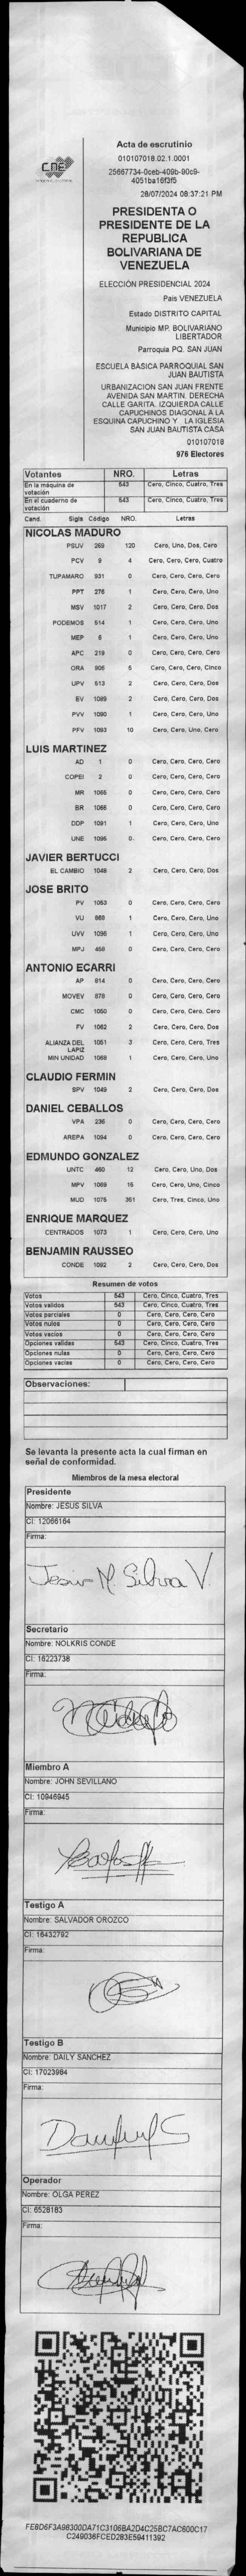 CNE
Acta de escrutinio
010107018.02.1.0001
25667734-0ceb-409b-90c9-
4051ba16f3f5
28/07/2024 08:37:21 PM
PRESIDENTA O
PRESIDENTE DE LA
REPUBLICA
BOLIVARIANA DE
VENEZUELA
ELECCIÓN PRESIDENCIAL 2024
Pais VENEZUELA
Estado DISTRITO CAPITAL
Municipio MP. BOLIVARIANO
LIBERTADOR
Parroquia PQ. SAN JUAN
ESCUELA BASICA PARROQUIAL SAN
JUAN BAUTISTA
URBANIZACION SAN JUAN FRENTE
AVENIDA SAN MARTIN. DERECHA
CALLE GARITA. IZQUIERDA CALLE
CAPUCHINOS DIAGONAL A LA
ESQUINA CAPUCHINO Y LA IGLESIA
SAN JUAN BAUTISTA CASA
010107018
976 Electores
Votantes NRO. Letras
En la máquina de votación 543 Cero, Cinco, Cuatro, Tres
En el cuaderno de votación 543 Cero, Cinco, Cuatro, Tres
Cand. Sigla Código NRO. Letras
NICOLAS MADURO
PSUV 269 120 Cero, Uno, Dos, Cero
PCV 9 4 Cero, Cero, Cero, Cuatro
TUPAMARO 931 0 Cero, Cero, Cero, Cero
PPT 276 1 Cero, Cero, Cero, Uno
MSV 1017 2 Cero, Cero, Cero, Dos
PODEMOS 514 1 Cero, Cero, Cero, Uno
MEP 6 1 Cero, Cero, Cero, Uno
APC 219 0 Cero, Cero, Cero, Cero
ORA 906 5 Cero, Cero, Cero, Cinco
UPV 613 2 Cero, Cero, Cero, Dos
EV 1089 2 Cero, Cero, Cero, Dos
PVV 1090 1 Cero, Cero, Cero, Uno
PFV 1093 10 Cero, Cero, Uno, Cero
LUIS MARTINEZ
AD 1 0 Cero, Cero, Cero, Cero
COPEI 2 0 Cero, Cero, Cero, Cero
MR 1065 0 Cero, Cero, Cero, Cero
BR 1066 0 Cero, Cero, Cero, Cero
DDP 1091 1 Cero, Cero, Cero, Uno
UNE 1095 0 Cero, Cero, Cero, Cero
JAVIER BERTUCCI
EL CAMBIO 1048 2 Cero, Cero, Cero, Dos
JOSE BRITO
PV 1053 0 Cero, Cero, Cero, Cero
VU 868 1 Cero, Cero, Cero, Uno
UVV 1096 1 Cero, Cero, Cero, Uno
MPJ 458 0 Cero, Cero, Cero, Cero
ANTONIO ECARRI
AP 814 0 Cero, Cero, Cero, Cero
MOVEV 878 0 Cero, Cero, Cero, Cero
CMC 1050 0 Cero, Cero, Cero, Cero
FV 1062 2 Cero, Cero, Cero, Dos
ALIANZA DEL LAPIZ 1051 3 Cero, Cero, Cero, Tres
MIN UNIDAD 1068 1 Cero, Cero, Cero, Uno
CLAUDIO FERMIN
SPV 1049 2 Cero, Cero, Cero, Dos
DANIEL CEBALLOS
VPA 236 0 Cero, Cero, Cero, Cero
AREPA 1094 0 Cero, Cero, Cero, Cero
EDMUNDO GONZALEZ
UNTC 460 12 Cero, Cero, Uno, Dos
MPV 1069 15 Cero, Cero, Uno, Cinco
MUD 1075 351 Cero, Tres, Cinco, Uno
ENRIQUE MARQUEZ
CENTRADOS 1073 1 Cero, Cero, Cero, Uno
BENJAMIN RAUSSEO
CONDE 1092 2 Cero, Cero, Cero, Dos
Resumen de votos
Votos 543 Cero, Cinco, Cuatro, Tres
Votos validos 543 Cero, Cinco, Cuatro, Tres
Votos parciales 0 Cero, Cero, Cero, Cero
Votos nulos 0 Cero, Cero, Cero, Cero
Votos vacios 0 Cero, Cero, Cero, Cero
Opciones validas 543 Cero, Cinco, Cuatro, Tres
Opciones nulas 0 Cero, Cero, Cero, Cero
Opciones vacias 0 Cero, Cero, Cero, Cero
Observaciones:
Se levanta la presente acta la cual firman en
señal de conformidad.
Miembros de la mesa electoral
Presidente
Nombre: JESUS SILVA
CI: 12066164
Firma:
Jesus M. Silva V
Secretario
Nombre: NOLKRIS CONDE
CI: 16223738
Firma:
Miembro A
Nombre: JOHN SEVILLANO
CI: 10946945
Firma:
Testigo A
Nombre: SALVADOR OROZCO
CI: 16432792
Firma:
Testigo B
Nombre: DAILY SANCHEZ
CI: 17023984
Firma:
Operador
Nombre: OLGA PEREZ
CI: 6528183
Firma:
FE8D6F3A98300DA71C3106BA2D4C25BC7AC600C17
C249036FCED283E59411392